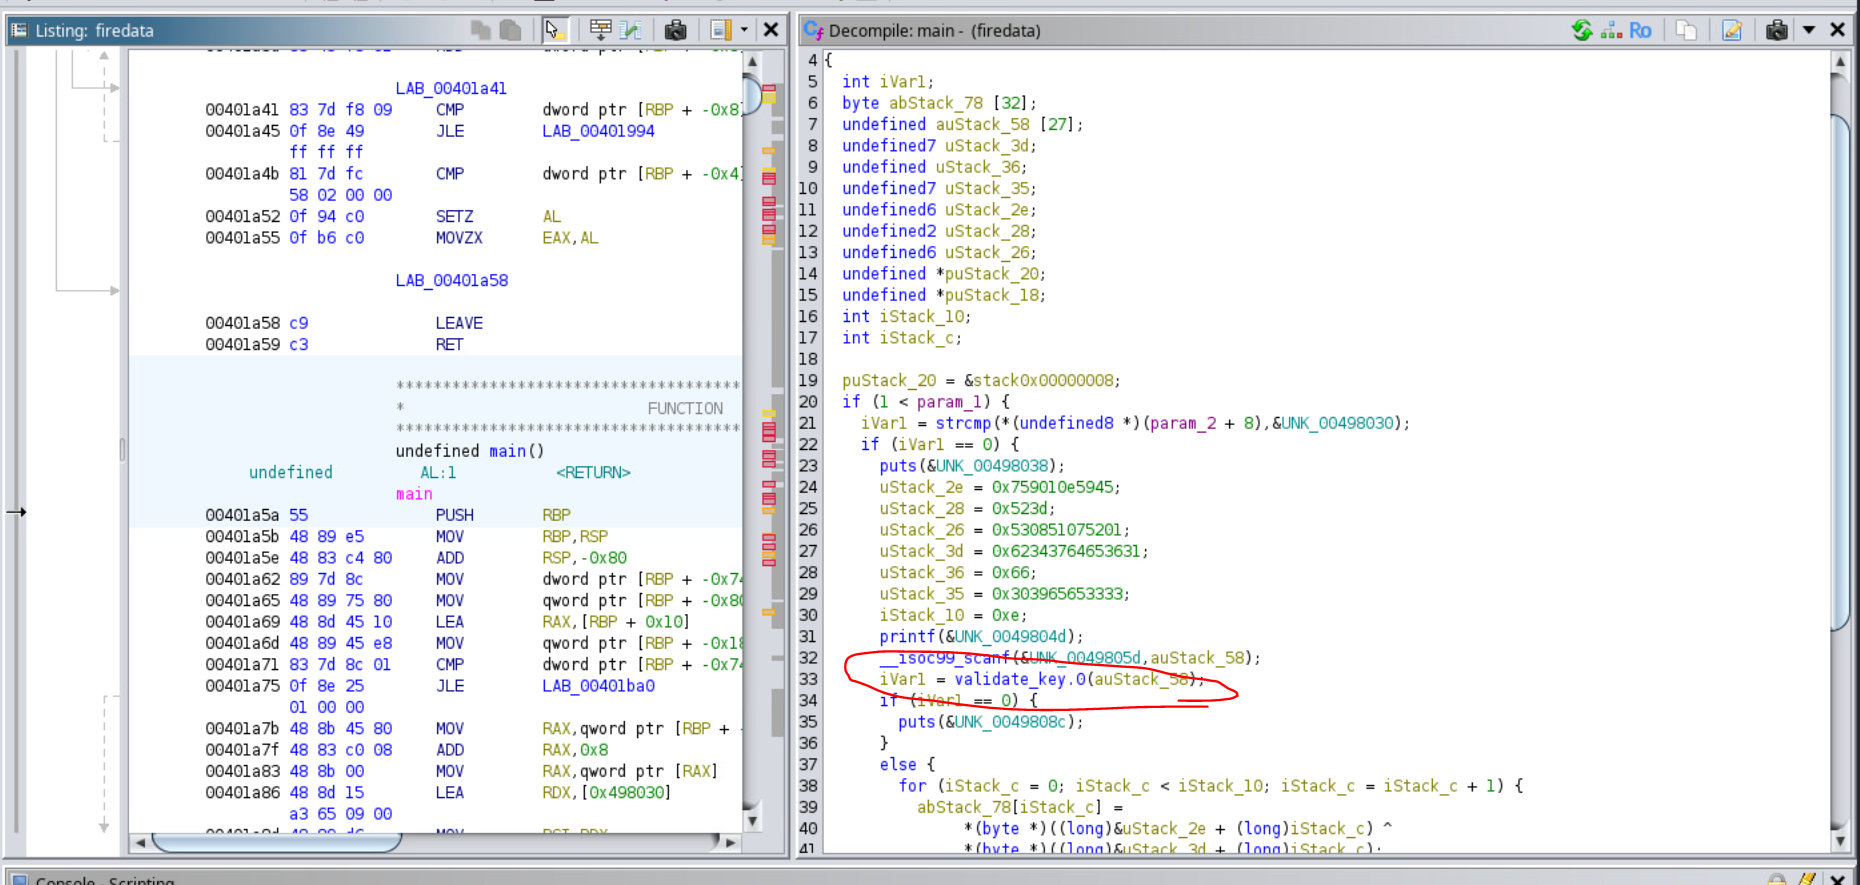 Listing: firedata
LAB_00401a41
00401a41 83 7d f8 09 CMP dword ptr [RBP + -0x8]
00401a45 0f 8e 49 JLE LAB_00401994
ff ff ff
00401a4b 81 7d fc CMP dword ptr [RBP + -0x4]
58 02 00 00
00401a52 0f 94 c0 SETZ AL
00401a55 0f b6 c0 MOVZX EAX,AL
LAB_00401a58
00401a58 c9 LEAVE
00401a59 c3 RET
*************************************
* FUNCTION
*************************************
undefined main()
undefined AL:1 <RETURN>
main
00401a5a 55 PUSH RBP
00401a5b 48 89 e5 MOV RBP,RSP
00401a5e 48 83 c4 80 ADD RSP,-0x80
00401a62 89 7d 8c MOV dword ptr [RBP + -0x74
00401a65 48 89 75 80 MOV qword ptr [RBP + -0x80
00401a69 48 8d 45 10 LEA RAX,[RBP + 0x10]
00401a6d 48 89 45 e8 MOV qword ptr [RBP + -0x18
00401a71 83 7d 8c 01 CMP dword ptr [RBP + -0x74
00401a75 0f 8e 25 JLE LAB_00401ba0
01 00 00
00401a7b 48 8b 45 80 MOV RAX,qword ptr [RBP + -
00401a7f 48 83 c0 08 ADD RAX,0x8
00401a83 48 8b 00 MOV RAX,qword ptr [RAX]
00401a86 48 8d 15 LEA RDX,[0x498030]
a3 65 09 00
Decompile: main - (firedata)
Ro
4 {
5 int iVar1;
6 byte abStack_78 [32];
7 undefined auStack_58 [27];
8 undefined7 uStack_3d;
9 undefined uStack_36;
10 undefined7 uStack_35;
11 undefined6 uStack_2e;
12 undefined2 uStack_28;
13 undefined6 uStack_26;
14 undefined *puStack_20;
15 undefined *puStack_18;
16 int iStack_10;
17 int iStack_c;
18
19 puStack_20 = &stack0x00000008;
20 if (1 < param_1) {
21 iVar1 = strcmp(*(undefined8 *)(param_2 + 8),&UNK_00498030);
22 if (iVar1 == 0) {
23 puts(&UNK_00498038);
24 uStack_2e = 0x759010e5945;
25 uStack_28 = 0x523d;
26 uStack_26 = 0x530851075201;
27 uStack_3d = 0x62343764653631;
28 uStack_36 = 0x66;
29 uStack_35 = 0x303965653333;
30 iStack_10 = 0xe;
31 printf(&UNK_0049804d);
32 __isoc99_scanf(&UNK_0049805d,auStack_58);
33 iVar1 = validate_key.0(auStack_58);
34 if (iVar1 == 0) {
35 puts(&UNK_0049808c);
36 }
37 else {
38 for (iStack_c = 0; iStack_c < iStack_10; iStack_c = iStack_c + 1) {
39 abStack_78[iStack_c] =
40 *(byte *)((long)&uStack_2e + (long)iStack_c) ^
41 *(byte *)((long)&uStack_3d + (long)iStack_c);
Console - Scripting